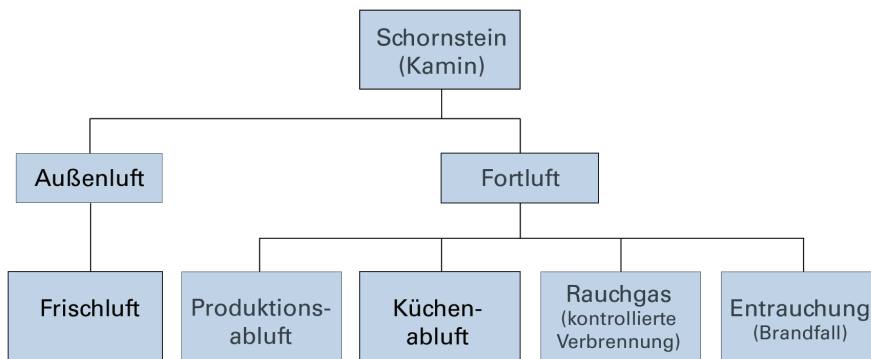 Schornstein
(Kamin)
Außenluft
Fortluft
Frischluft
Produktions-
abluft
Küchen-
abluft
Rauchgas
(kontrollierte
Verbrennung)
Entrauchung
(Brandfall)